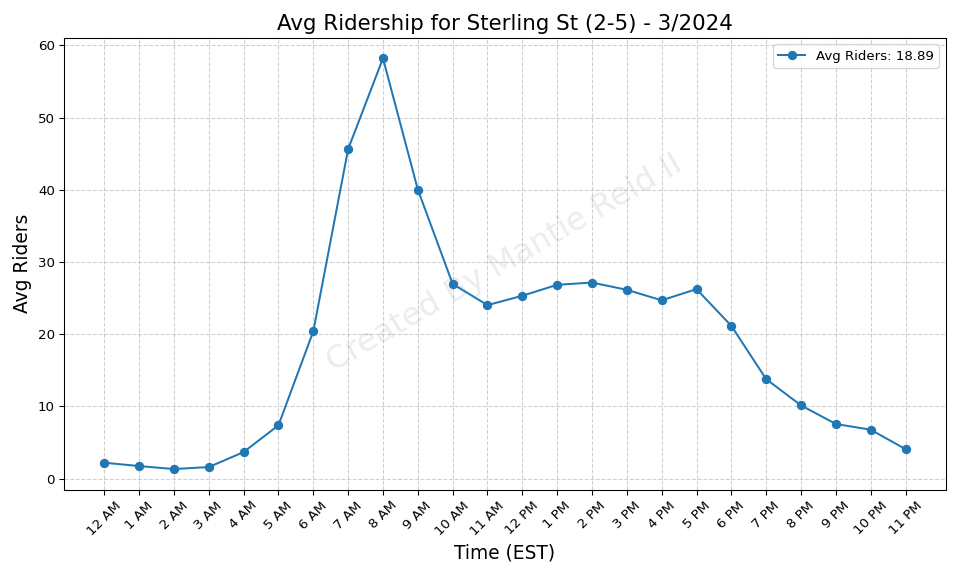 Avg Ridership for Sterling St (2-5) - 3/2024
Avg Riders: 18.89
Avg Riders
60
50
40
30
20
10
0
Created By Mantie Reid II
12 AM
1 AM
2 AM
3 AM
4 AM
5 AM
6 AM
7 AM
8 AM
9 AM
10 AM
11 AM
12 PM
1 PM
2 PM
3 PM
4 PM
5 PM
6 PM
7 PM
8 PM
9 PM
10 PM
11 PM
Time (EST)